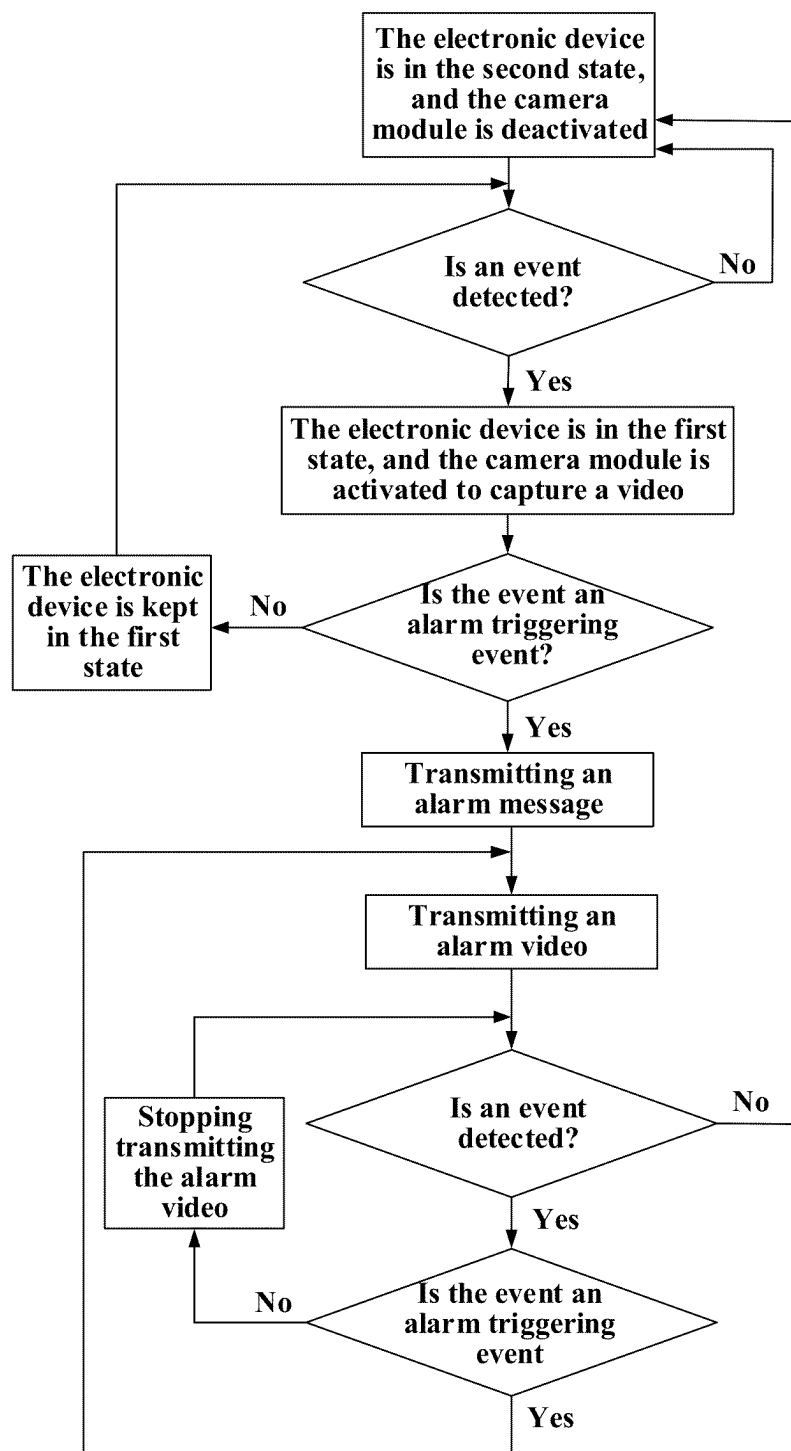 The electronic device
is in the second state,
and the camera
module is deactivated
Is an event
detected?
No
Yes
The electronic device is in the first
state, and the camera module is
activated to capture a video
The electronic
device is kept
in the first
state
No
Is the event an
alarm triggering
event?
Yes
Transmitting an
alarm message
Transmitting an
alarm video
Stopping
transmitting
the alarm
video
Is an event
detected?
No
Yes
No
Is the event an
alarm triggering
event
Yes